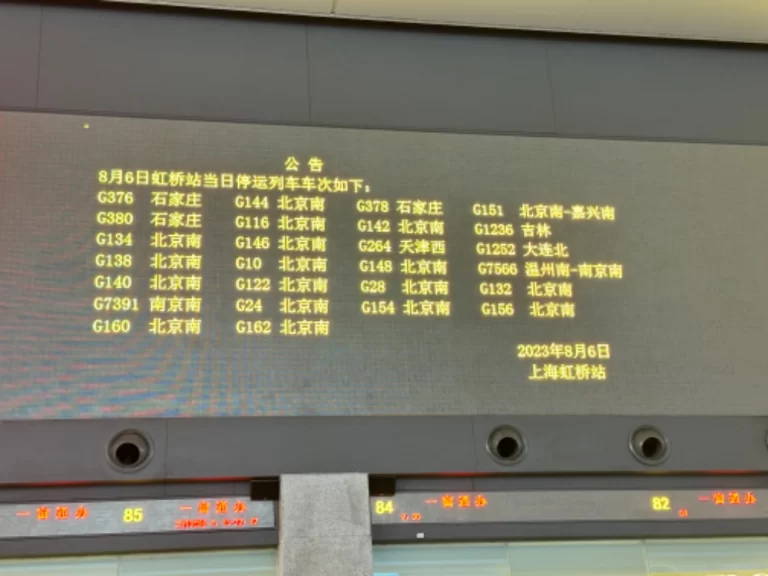 公告
8月6日虹桥站当日停运列车车次如下：
G376 石家庄 G144 北京南 G378 石家庄 G151 北京南-嘉兴南
G380 石家庄 G116 北京南 G142 北京南 G1236 吉林
G134 北京南 G146 北京南 G264 天津西 G1252 大连北
G138 北京南 G10 北京南 G148 北京南 G7566 温州南-南京南
G140 北京南 G122 北京南 G28 北京南 G132 北京南
G7391 南京南 G24 北京南 G154 北京南 G156 北京南
G160 北京南 G162 北京南
2023年8月6日
上海虹桥站
85 84 82